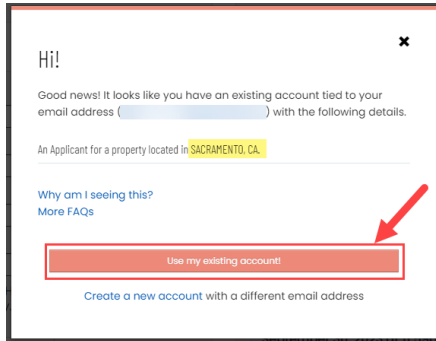 Hi!
Good news! It looks like you have an existing account tied to your
email address ( ) with the following details.
An Applicant for a property located in SACRAMENTO, CA.
Why am I seeing this?
More FAQs
Use my existing account!
Create a new account with a different email address